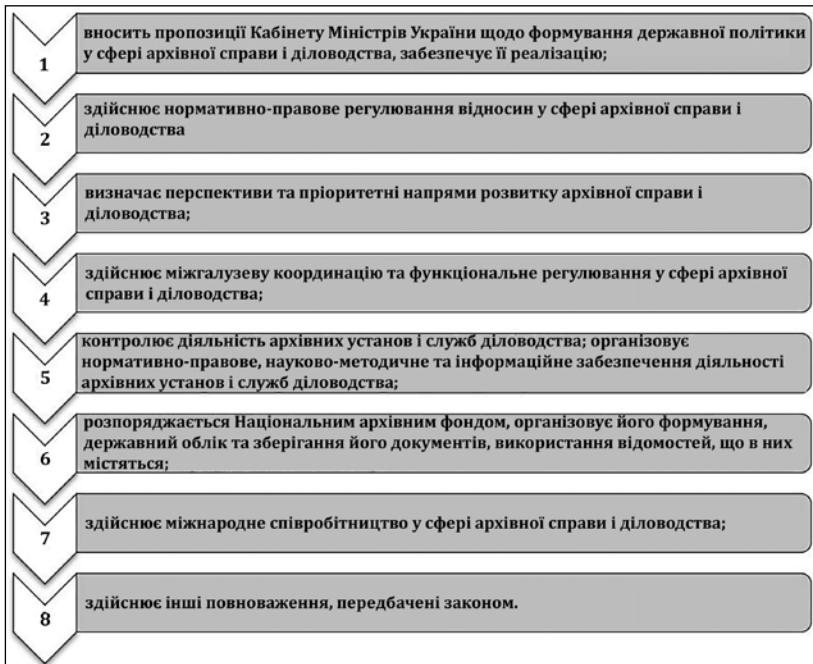 1
вносить пропозиції Кабінету Міністрів України щодо формування державної політики
у сфері архівної справи і діловодства, забезпечує її реалізацію;
2
здійснює нормативно-правове регулювання відносин у сфері архівної справи і
діловодства
3
визначає перспективи та пріоритетні напрями розвитку архівної справи і
діловодства;
4
здійснює міжгалузеву координацію та функціональне регулювання у сфері архівної
справи і діловодства;
5
контролює діяльність архівних установ і служб діловодства; організовує
нормативно-правове, науково-методичне та інформаційне забезпечення діяльності
архівних установ і служб діловодства;
6
розпоряджається Національним архівним фондом, організовує його формування,
державний облік та зберігання його документів, використання відомостей, що в них
містяться;
7
здійснює міжнародне співробітництво у сфері архівної справи і діловодства;
8
здійснює інші повноваження, передбачені законом.